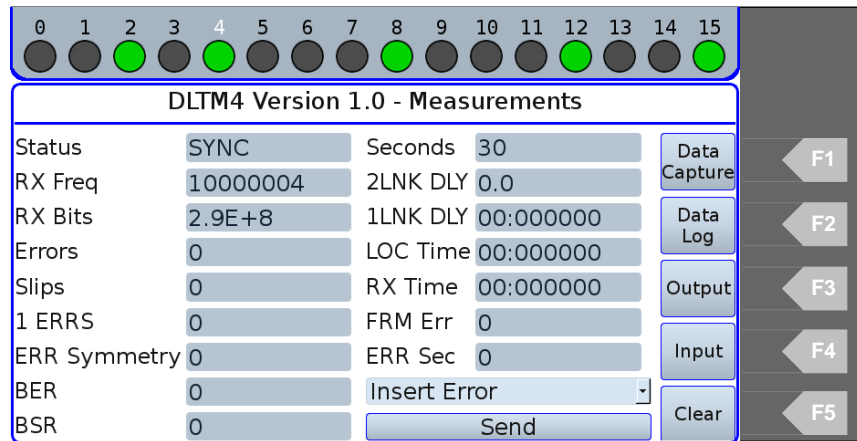 0 1 2 3 4 5 6 7 8 9 10 11 12 13 14 15
DLTM4 Version 1.0 - Measurements
Status SYNC Seconds 30 Data Capture F1
RX Freq 10000004 2LNK DLY 0.0
RX Bits 2.9E+8 1LNK DLY 00:000000 Data Log F2
Errors 0 LOC Time 00:000000
Slips 0 RX Time 00:000000 Output F3
1 ERRS 0 FRM Err 0
ERR Symmetry 0 ERR Sec 0 Input F4
BER 0 Insert Error
BSR 0 Send Clear F5